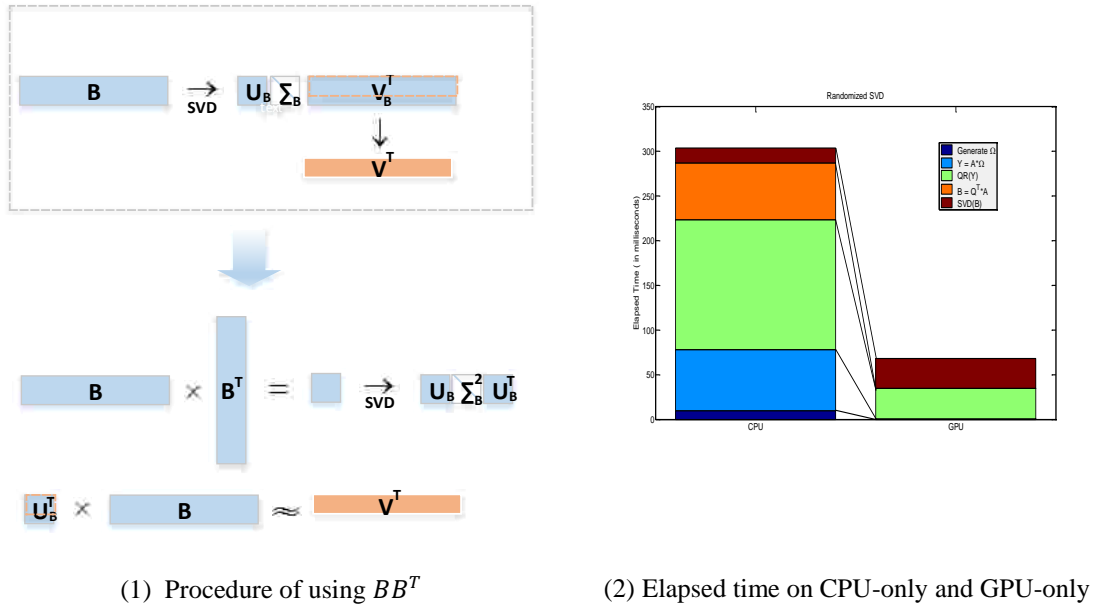 B → SVD U_B Σ_B V_B^T
V^T
B × B^T = → SVD U_B Σ_B^2 U_B^T
U_B^T × B ≈ V^T
(1) Procedure of using BB^T
Randomized SVD
Elapsed Time ( in milliseconds)
350
300
250
200
150
100
50
0
Generate Ω
Y = A*Ω
QR(Y)
B = Q^T*A
SVD(B)
CPU GPU
(2) Elapsed time on CPU-only and GPU-only